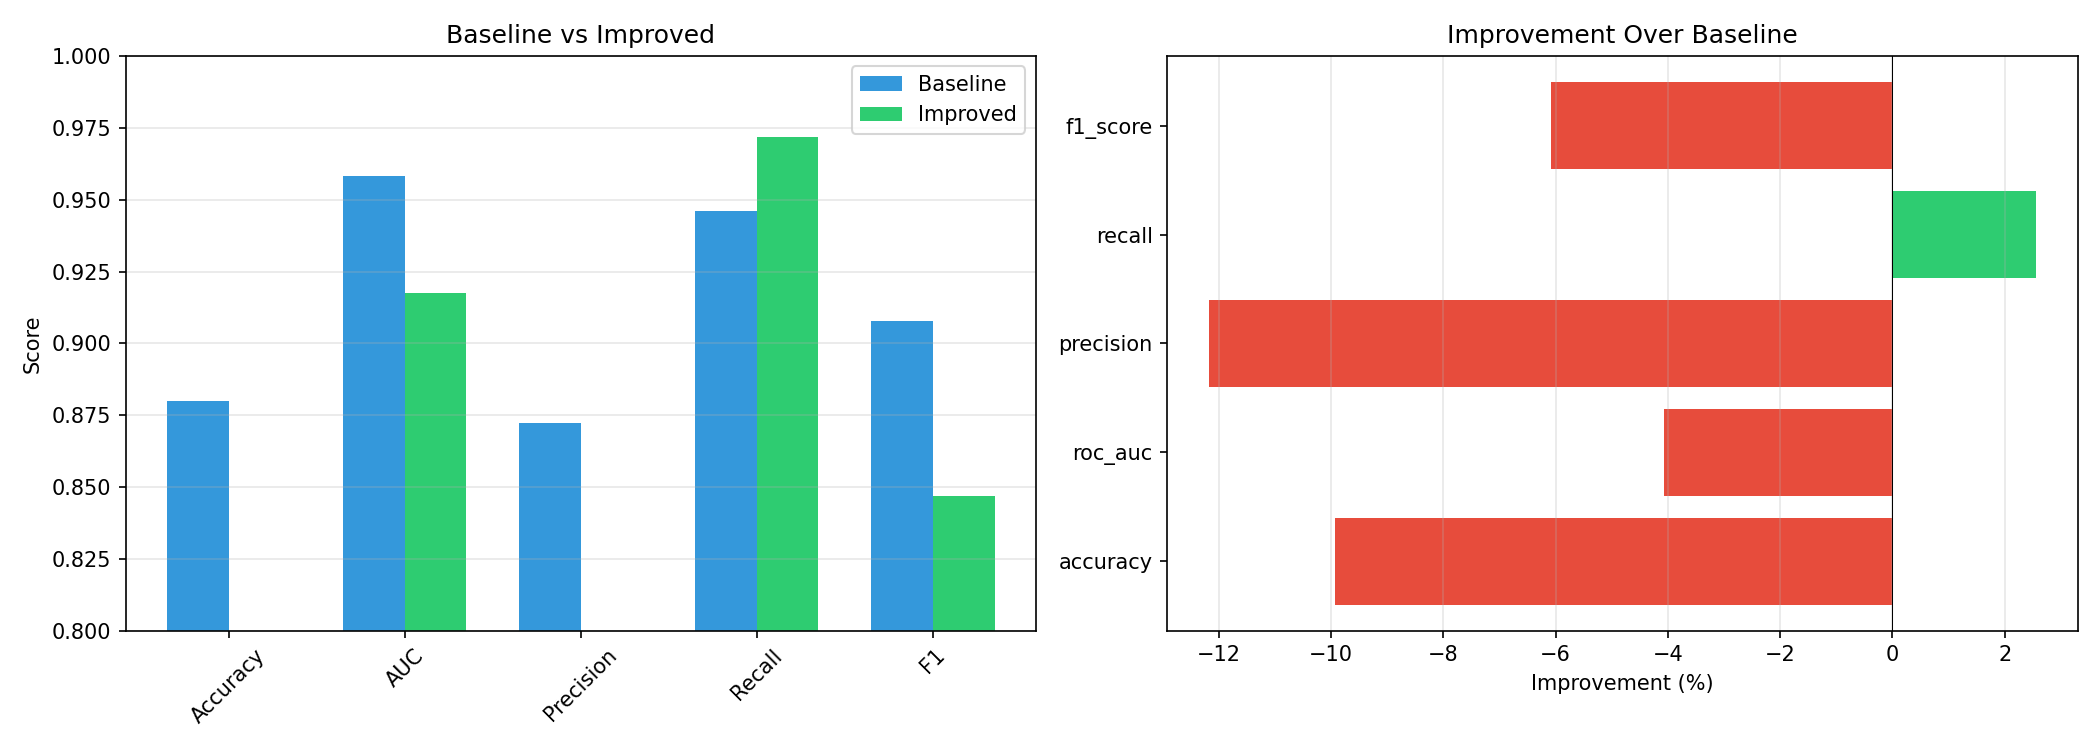 Baseline vs Improved
Baseline
Improved
1.000
0.975
0.950
0.925
0.900
0.875
0.850
0.825
0.800
Score
Accuracy
AUC
Precision
Recall
F1
Improvement Over Baseline
f1_score
recall
precision
roc_auc
accuracy
−12 −10 −8 −6 −4 −2 0 2
Improvement (%)